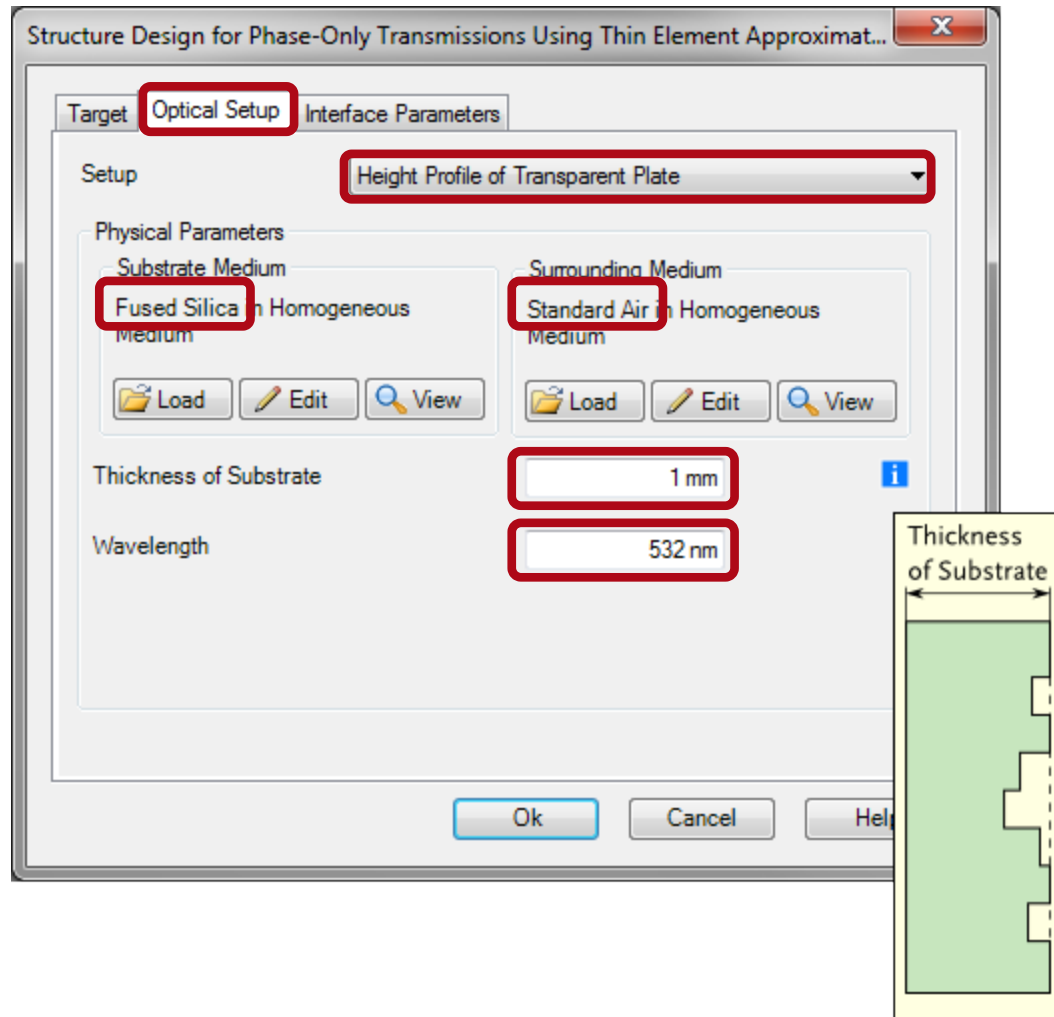 Structure Design for Phase-Only Transmissions Using Thin Element Approximat...
Target
Optical Setup
Interface Parameters
Setup
Height Profile of Transparent Plate
Physical Parameters
Substrate Medium
Fused Silica in Homogeneous
Medium
Load
Edit
View
Surrounding Medium
Standard Air in Homogeneous
Medium
Load
Edit
View
Thickness of Substrate
1 mm
i
Wavelength
532 nm
Ok
Cancel
Help
Thickness
of Substrate